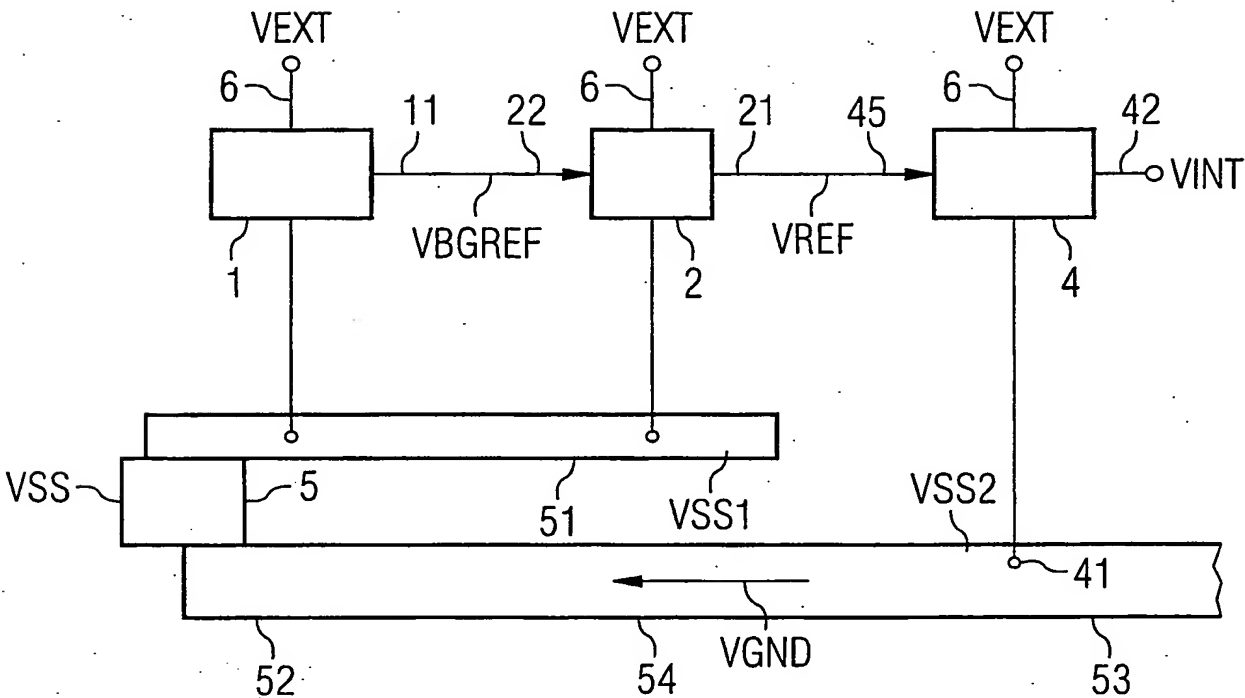 VEXT VEXT VEXT
6 11 22 6 21 45 6 42
VINT
VBGREF VREF
1 2 4
VSS 5 51 VSS1 VSS2
41
VGND
52 54 53